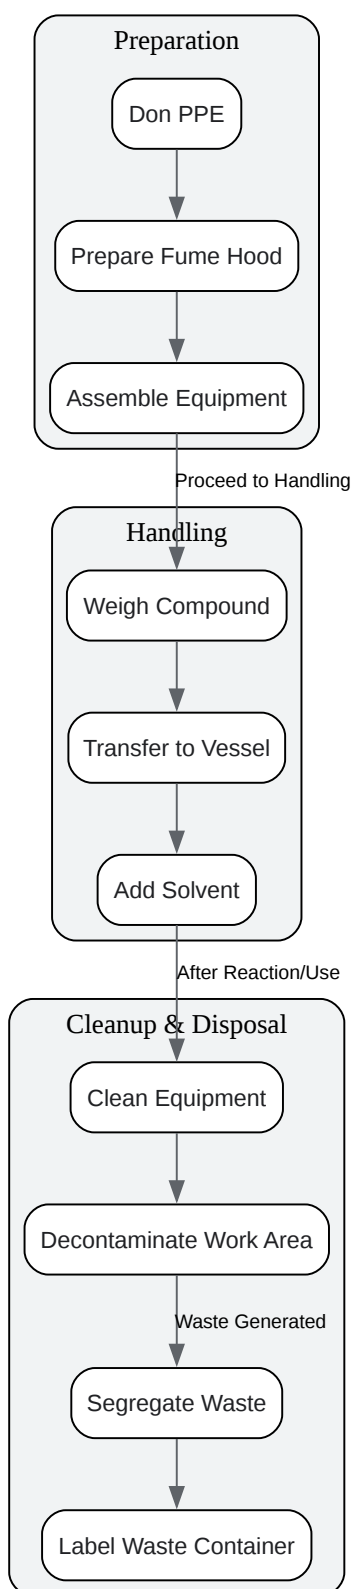 Preparation
Don PPE
Prepare Fume Hood
Assemble Equipment
Proceed to Handling
Handling
Weigh Compound
Transfer to Vessel
Add Solvent
After Reaction/Use
Cleanup & Disposal
Clean Equipment
Decontaminate Work Area
Waste Generated
Segregate Waste
Label Waste Container